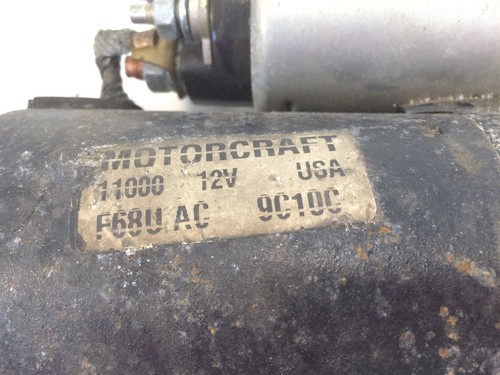 MOTORCRAFT
11000 12V USA
F68U AC 9C10C